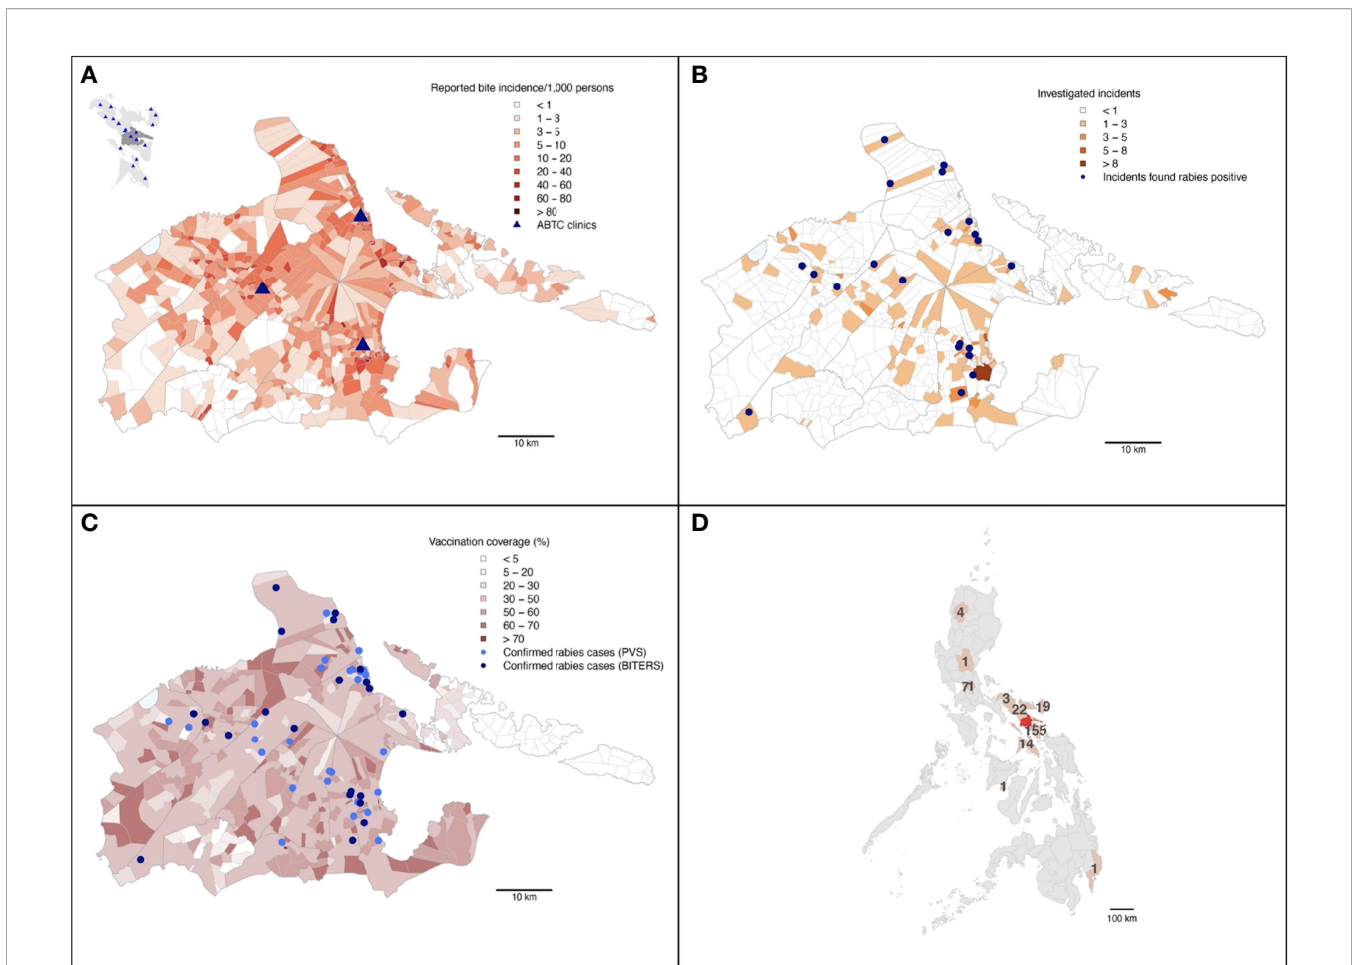 A
Reported bite incidence/1,000 persons
< 1
1 – 3
3 – 5
5 – 10
10 – 20
20 – 40
40 – 60
60 – 80
> 80
ABTC clinics
10 km
B
Investigated incidents
< 1
1 – 3
3 – 5
5 – 8
> 8
Incidents found rabies positive
10 km
C
Vaccination coverage (%)
< 5
5 – 20
20 – 30
30 – 50
50 – 60
60 – 70
> 70
Confirmed rabies cases (PVS)
Confirmed rabies cases (BITERS)
10 km
D
4
1
71
3
22
19
155
14
1
1
100 km